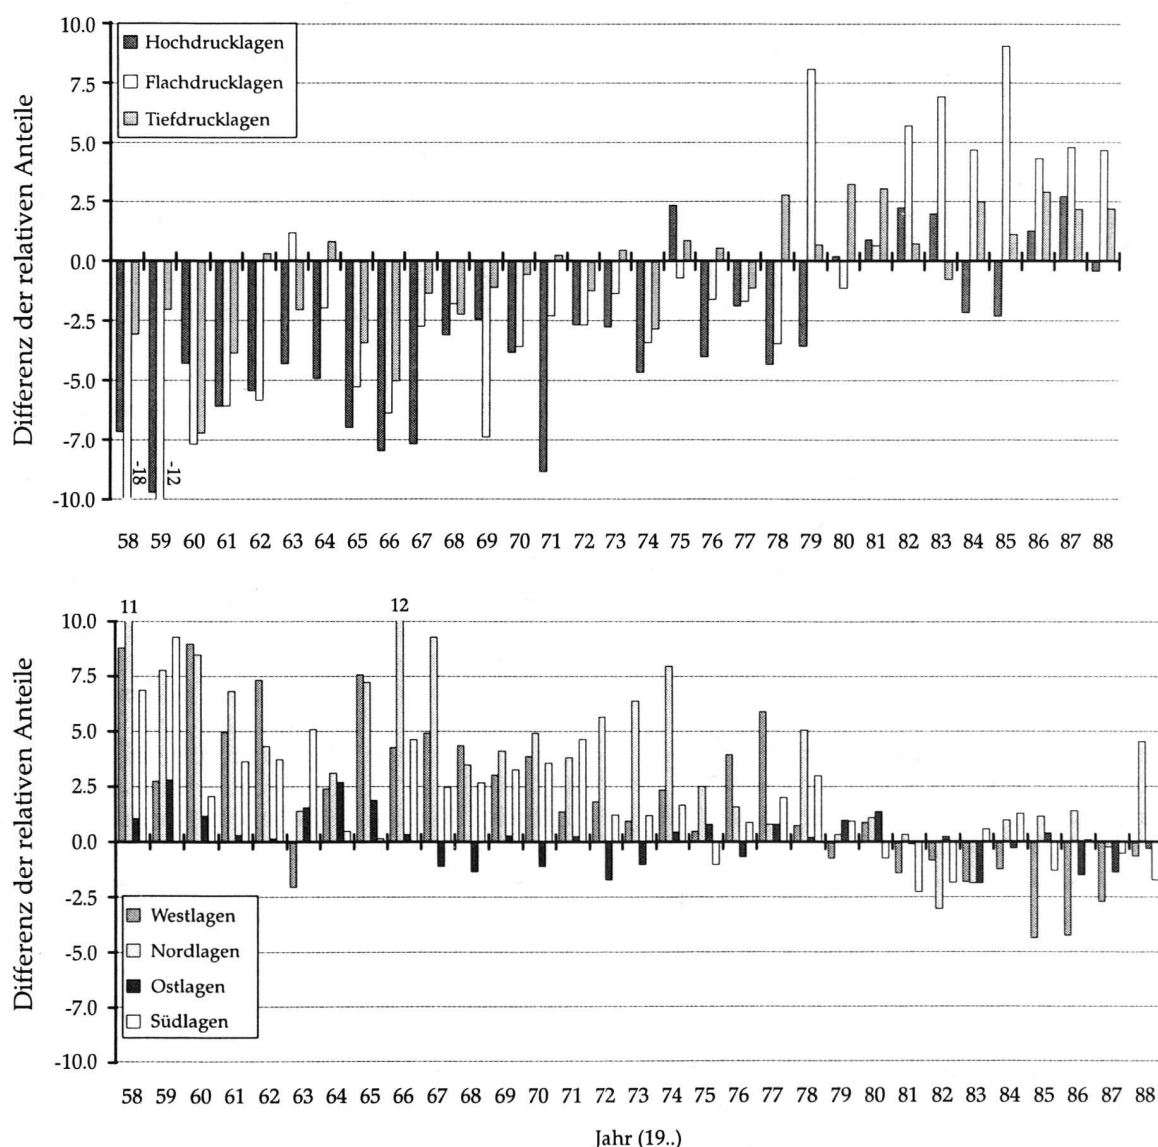 Differenz der relativen Anteile
10.0
7.5
5.0
2.5
0.0
-2.5
-5.0
-7.5
-10.0
Hochdrucklagen
Flachdrucklagen
Tiefdrucklagen
-18
-12
58 59 60 61 62 63 64 65 66 67 68 69 70 71 72 73 74 75 76 77 78 79 80 81 82 83 84 85 86 87 88
Differenz der relativen Anteile
11
12
10.0
7.5
5.0
2.5
0.0
-2.5
-5.0
-7.0
-10.0
Westlagen
Nordlagen
Ostlagen
Südlagen
58 59 60 61 62 63 64 65 66 67 68 69 70 71 72 73 74 75 76 77 78 79 80 81 82 83 84 85 86 87 88
Jahr (19..)